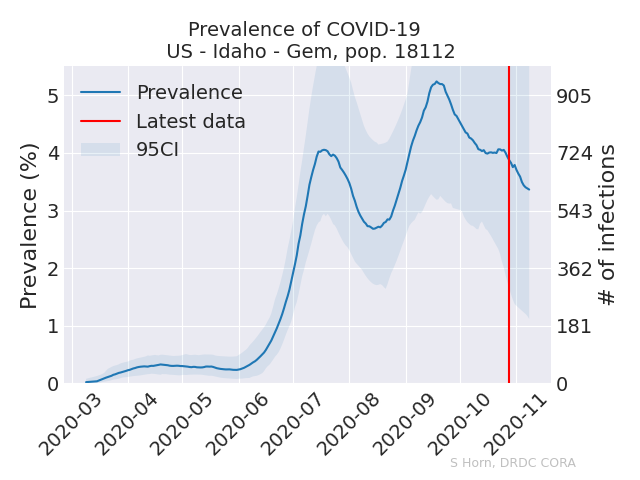 Prevalence of COVID-19
US - Idaho - Gem, pop. 18112
Prevalence
Latest data
95CI
Prevalence (%)
5
4
3
2
1
0
905
724
543
362
181
0
# of infections
2020-03
2020-04
2020-05
2020-06
2020-07
2020-08
2020-09
2020-10
2020-11
S Horn, DRDC CORA